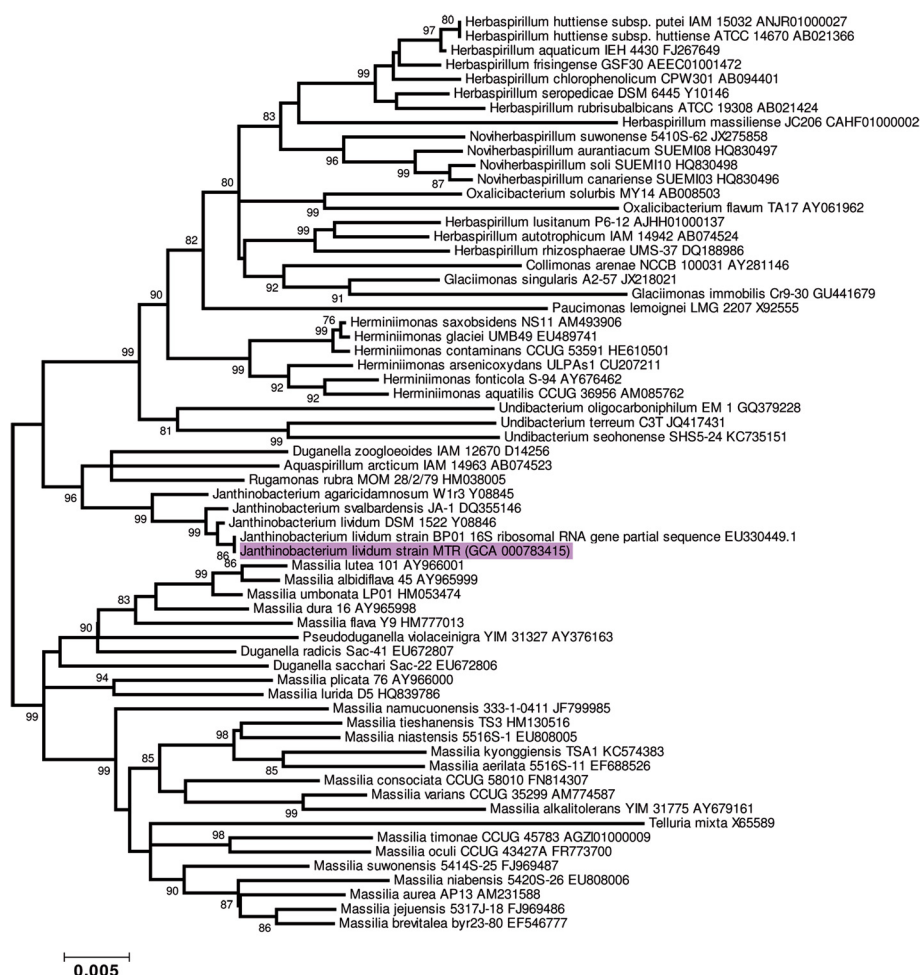 80
Herbaspirillum huttiense subsp. putei IAM 15032 ANJR01000027
97
Herbaspirillum huttiense subsp. huttiense ATCC 14670 AB021366
Herbaspirillum aquaticum IEH 4430 FJ267649
Herbaspirillum frisingense GSF30 AEEC01001472
99
Herbaspirillum chlorophenolicum CPW301 AB094401
Herbaspirillum seropedicae DSM 6445 Y10146
Herbaspirillum rubrisubalbicans ATCC 19308 AB021424
83
Herbaspirillum massiliense JC206 CAHF01000002
Noviherbaspirillum suwonense 5410S-62 JX275858
96
Noviherbaspirillum aurantiacum SUEMI08 HQ830497
99
Noviherbaspirillum soli SUEMI10 HQ830498
87
Noviherbaspirillum canariense SUEMI03 HQ830496
80
Oxalicibacterium solurbis MY14 AB008503
99
Oxalicibacterium flavum TA17 AY061962
Herbaspirillum lusitanum P6-12 AJHH01000137
99
Herbaspirillum autotrophicum IAM 14942 AB074524
82
Herbaspirillum rhizosphaerae UMS-37 DQ188986
Collimonas arenae NCCB 100031 AY281146
92
Glaciimonas singularis A2-57 JX218021
91
Glaciimonas immobilis Cr9-30 GU441679
90
Paucimonas lemoignei LMG 2207 X92555
76
Herminiimonas saxobsidens NS11 AM493906
99
Herminiimonas glaciei UMB49 EU489741
99
Herminiimonas contaminans CCUG 53591 HE610501
99
Herminiimonas arsenicoxydans ULPAs1 CU207211
92
Herminiimonas fonticola S-94 AY676462
92
Herminiimonas aquatilis CCUG 36956 AM085762
Undibacterium oligocarboniphilum EM 1 GQ379228
81
Undibacterium terreum C3T JQ417431
99
Undibacterium seohonense SHS5-24 KC735151
Duganella zoogloeoides IAM 12670 D14256
Aquaspirillum arcticum IAM 14963 AB074523
96
Rugamonas rubra MOM 28/2/79 HM038005
Janthinobacterium agaricidamnosum W1r3 Y08845
99
Janthinobacterium svalbardensis JA-1 DQ355146
99
Janthinobacterium lividum DSM 1522 Y08846
Janthinobacterium lividum strain BP01 16S ribosomal RNA gene partial sequence EU330449.1
86
Janthinobacterium lividum strain MTR (GCA 000783415)
86
Massilia lutea 101 AY966001
99
Massilia albidiflava 45 AY965999
Massilia umbonata LP01 HM053474
83
Massilia dura 16 AY965998
Massilia flava Y9 HM777013
90
Pseudoduganella violaceinigra YIM 31327 AY376163
Duganella radicis Sac-41 EU672807
Duganella sacchari Sac-22 EU672806
94
Massilia plicata 76 AY966000
Massilia lurida D5 HQ839786
99
Massilia namucuonensis 333-1-0411 JF799985
Massilia tieshanensis TS3 HM130516
98
Massilia niastensis 5516S-1 EU808005
85
Massilia kyonggiensis TSA1 KC574383
99
85
Massilia aerilata 5516S-11 EF688526
Massilia consociata CCUG 58010 FN814307
Massilia varians CCUG 35299 AM774587
99
Massilia alkalitolerans YIM 31775 AY679161
Telluria mixta X65589
98
Massilia timonae CCUG 45783 AGZI01000009
Massilia oculi CCUG 43427A FR773700
Massilia suwonensis 5414S-25 FJ969487
90
Massilia niabensis 5420S-26 EU808006
87
Massilia aurea AP13 AM231588
Massilia jejuensis 5317J-18 FJ969486
86
Massilia brevitalea byr23-80 EF546777
0.005